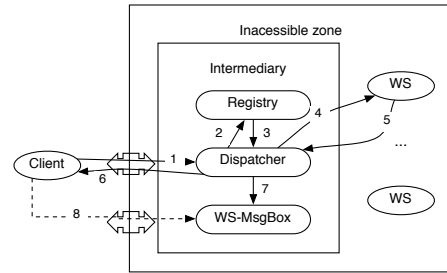 Inacessible zone
Intermediary
WS
4
Registry
5
2
3
...
Client
1
Dispatcher
6
7
8
WS-MsgBox
WS